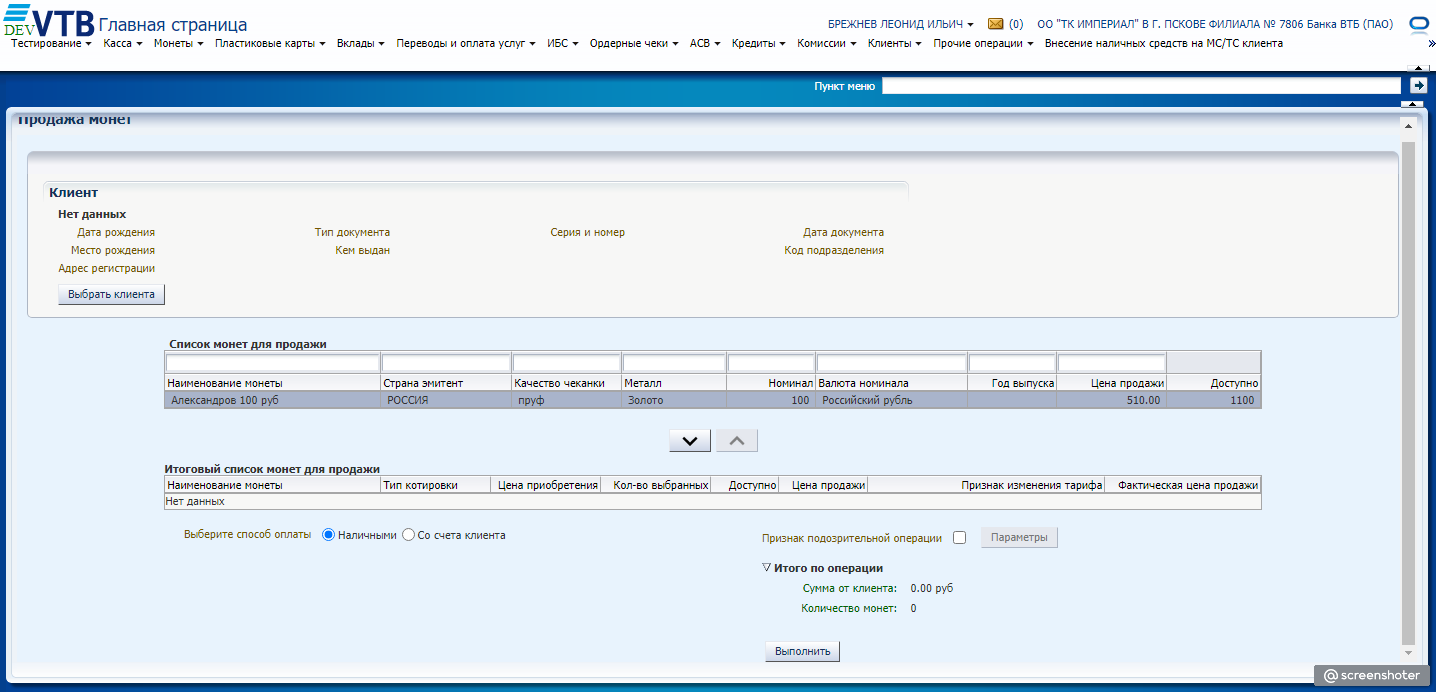 DEV VTB Главная страница
БРЕЖНЕВ ЛЕОНИД ИЛЬИЧ (0) ОО "ТК ИМПЕРИАЛ" В Г. ПСКОВЕ ФИЛИАЛА № 7806 Банка ВТБ (ПАО)
Тестирование Касса Монеты Пластиковые карты Вклады Переводы и оплата услуг ИБС Ордерные чеки АСВ Кредиты Комиссии Клиенты Прочие операции Внесение наличных средств на МС/ТС клиента »
Пункт меню
Продажа монет
Клиент
Нет данных
Дата рождения Тип документа Серия и номер Дата документа
Место рождения Кем выдан Код подразделения
Адрес регистрации
Выбрать клиента
Список монет для продажи
Наименование монеты Страна эмитент Качество чеканки Металл Номинал Валюта номинала Год выпуска Цена продажи Доступно
Александров 100 руб РОССИЯ пруф Золото 100 Российский рубль 510.00 1100
Итоговый список монет для продажи
Наименование монеты Тип котировки Цена приобретения Кол-во выбранных Доступно Цена продажи Признак изменения тарифа Фактическая цена продажи
Нет данных
Выберите способ оплаты Наличными Со счета клиента
Признак подозрительной операции Параметры
Итого по операции
Сумма от клиента: 0.00 руб
Количество монет: 0
Выполнить
@screenshoter